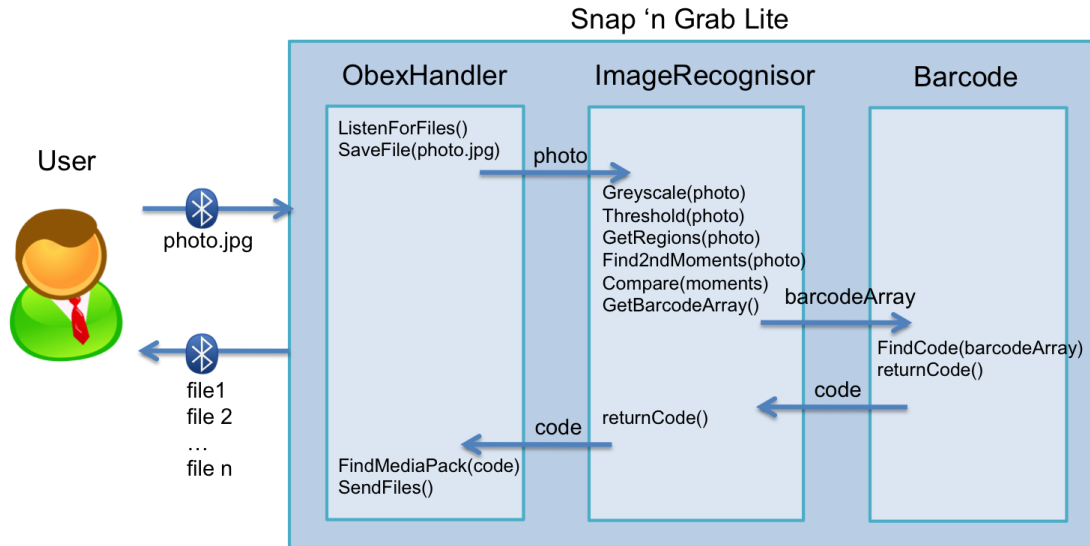 Snap ‘n Grab Lite
ObexHandler
ImageRecognisor
Barcode
User
ListenForFiles()
SaveFile(photo.jpg)
photo
Greyscale(photo)
Threshold(photo)
GetRegions(photo)
Find2ndMoments(photo)
Compare(moments)
GetBarcodeArray()
photo.jpg
barcodeArray
FindCode(barcodeArray)
returnCode()
code
returnCode()
code
FindMediaPack(code)
SendFiles()
file1
file 2
…
file n